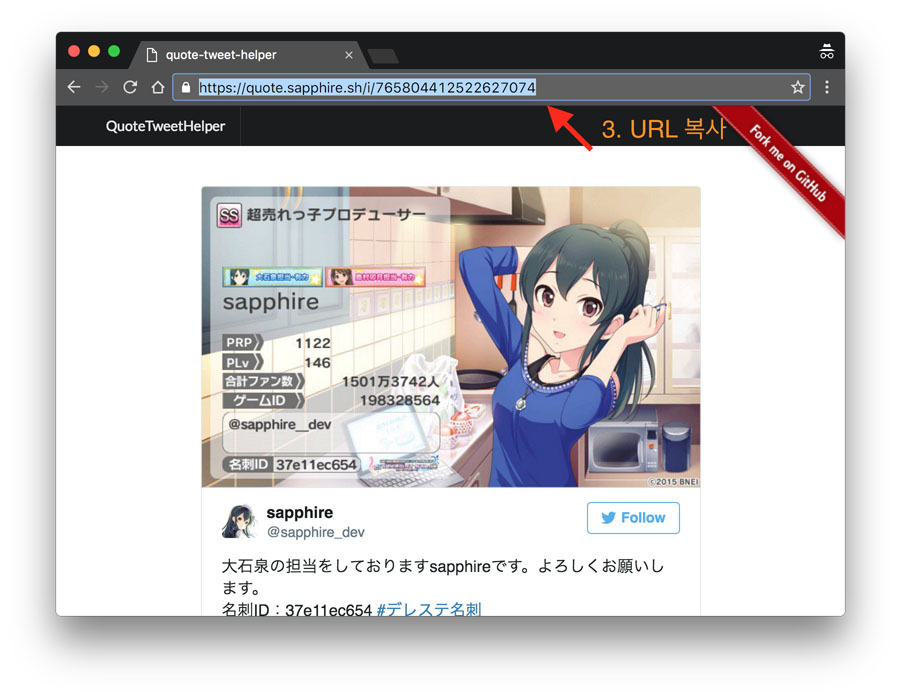 quote-tweet-helper
https://quote.sapphire.sh/i/765804412522627074
QuoteTweetHelper
3. URL 복사
Fork me on GitHub
SS 超売れっ子プロデューサー
sapphire
PRP 1122
PLv 146
合計ファン数 1501万3742人
ゲームID 198328564
@sapphire__dev
名刺ID 37e11ec654
©2015 BNEI
sapphire
Follow
@sapphire_dev
大石泉の担当をしておりますsapphireです。よろしくお願いし
ます。
名刺ID：37e11ec654 #デレステ名刺